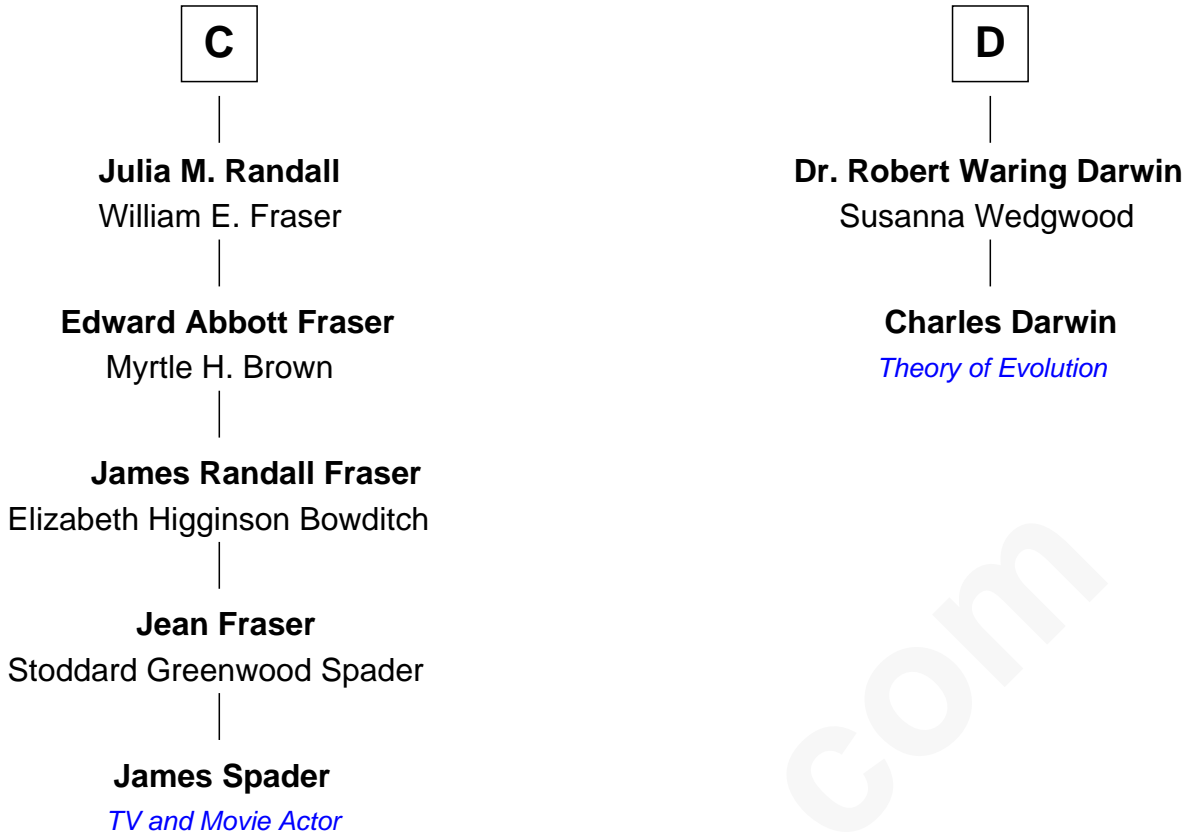 C
Julia M. Randall
William E. Fraser
Edward Abbott Fraser
Myrtle H. Brown
James Randall Fraser
Elizabeth Higginson Bowditch
Jean Fraser
Stoddard Greenwood Spader
James Spader
TV and Movie Actor
D
Dr. Robert Waring Darwin
Susanna Wedgwood
Charles Darwin
Theory of Evolution
com